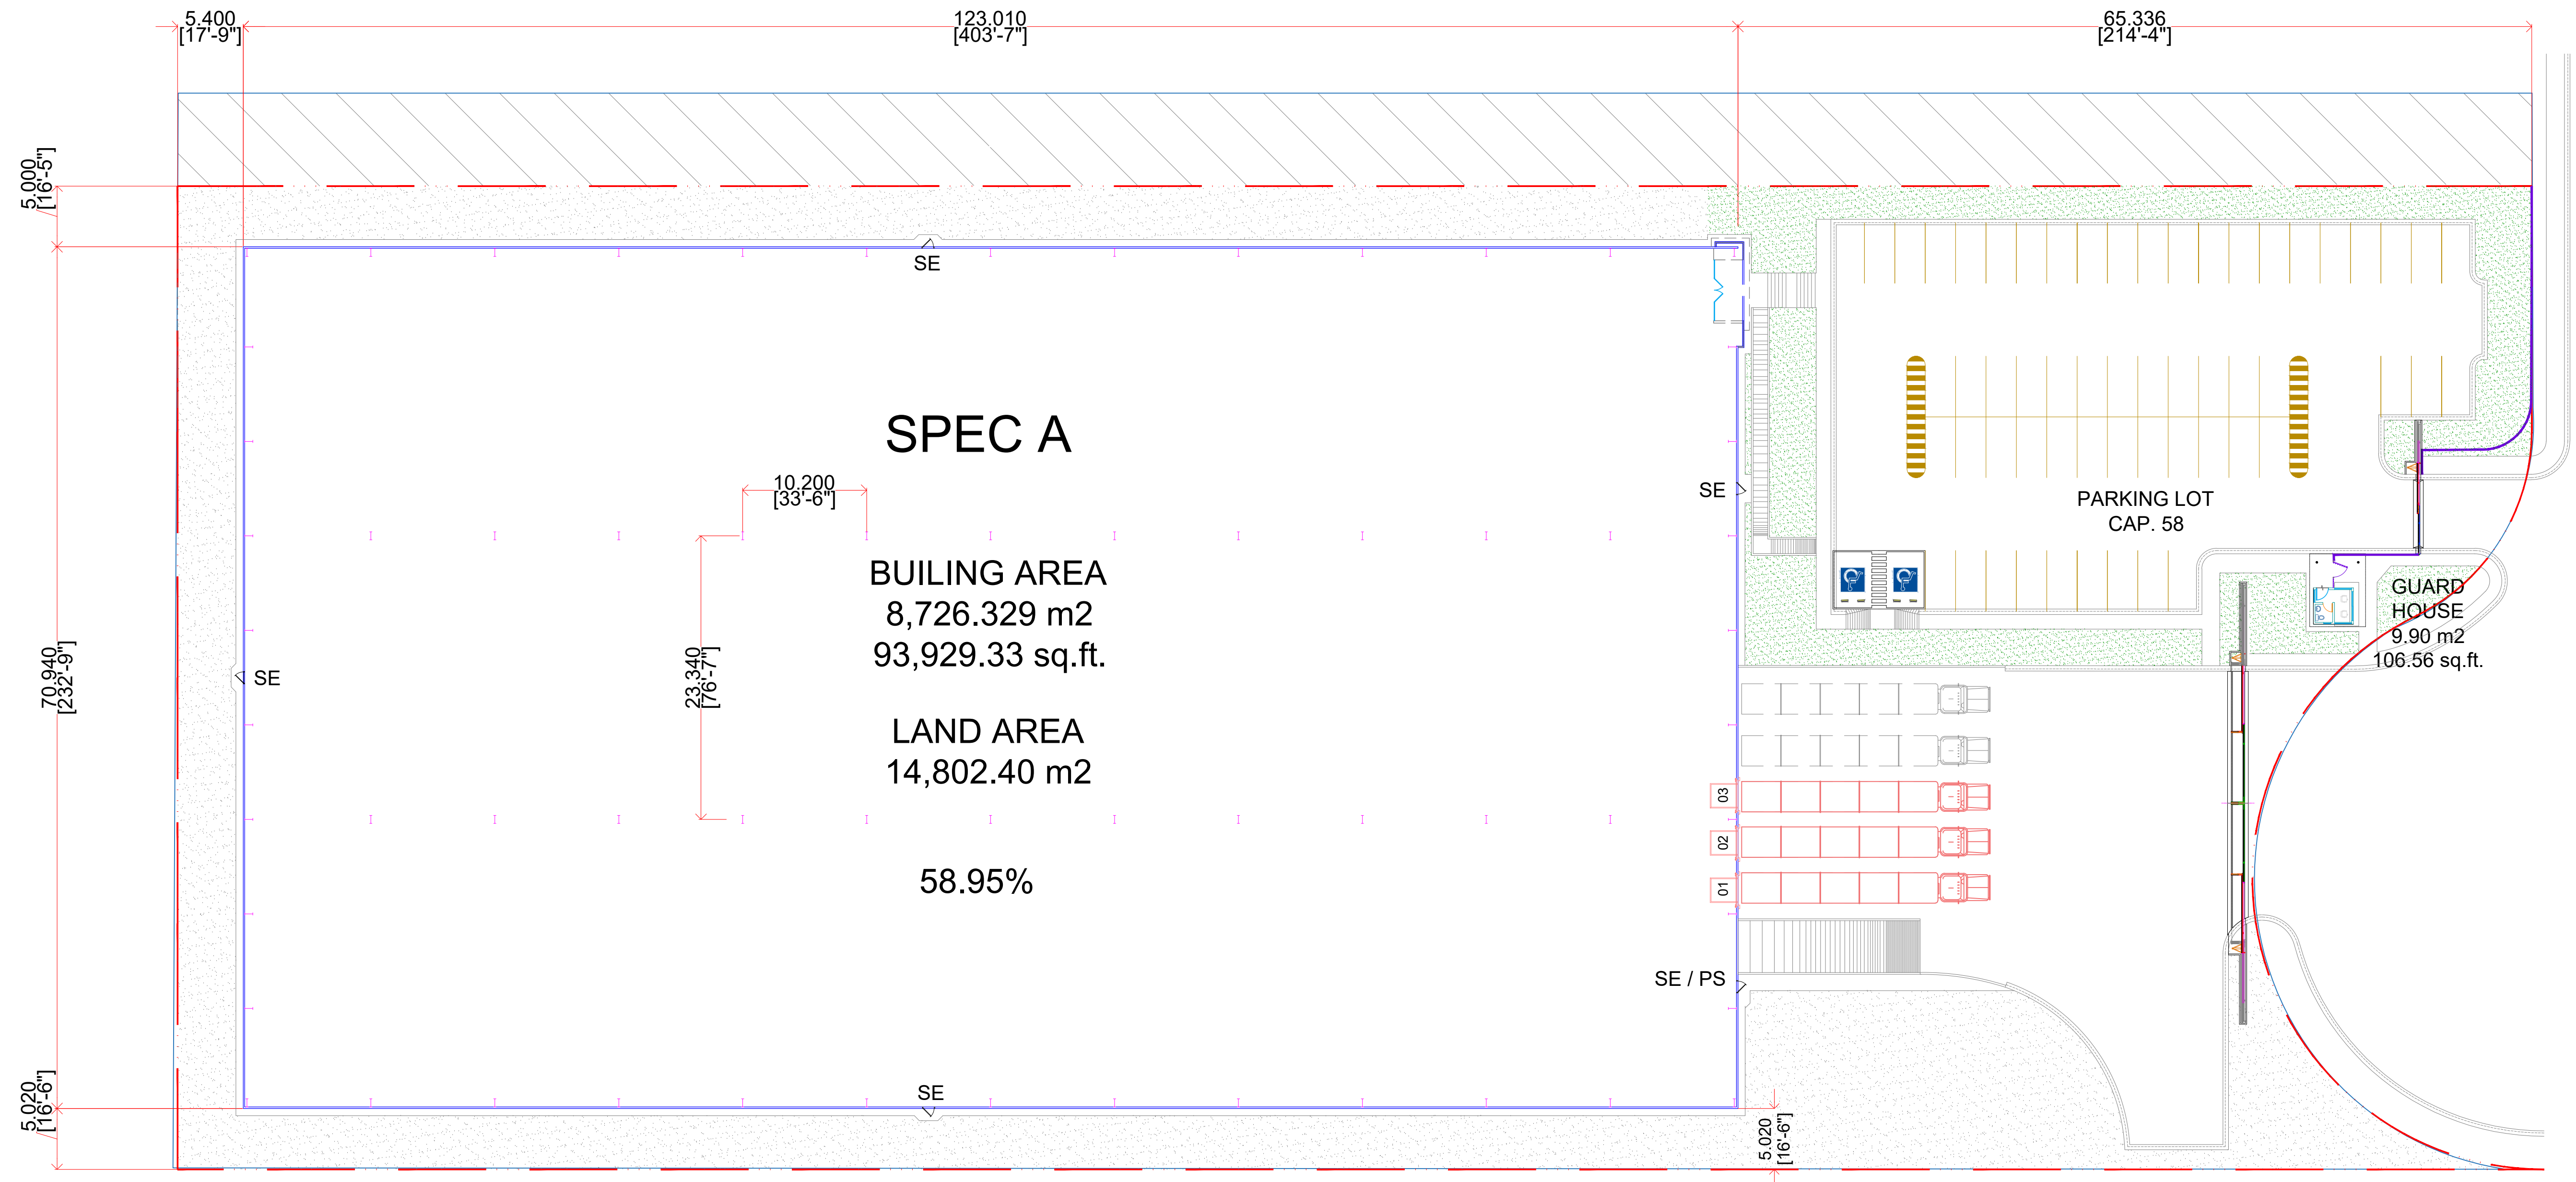 5.400
[17'-9"]
123.010
[403'-7"]
65.336
[214'-4"]
5.000
[16'-5"]
SE
SPEC A
10.200
[33'-6"]
SE
PARKING LOT
CAP. 58
BUILING AREA
8,726.329 m2
93,929.33 sq.ft.
GUARD
HOUSE
9.90 m2
106.56 sq.ft.
70.940
[232'-9"]
SE
23.340
[76'-7"]
LAND AREA
14,802.40 m2
03
02
01
58.95%
SE / PS
SE
5.020
[16'-6"]
5.020
[16'-6"]